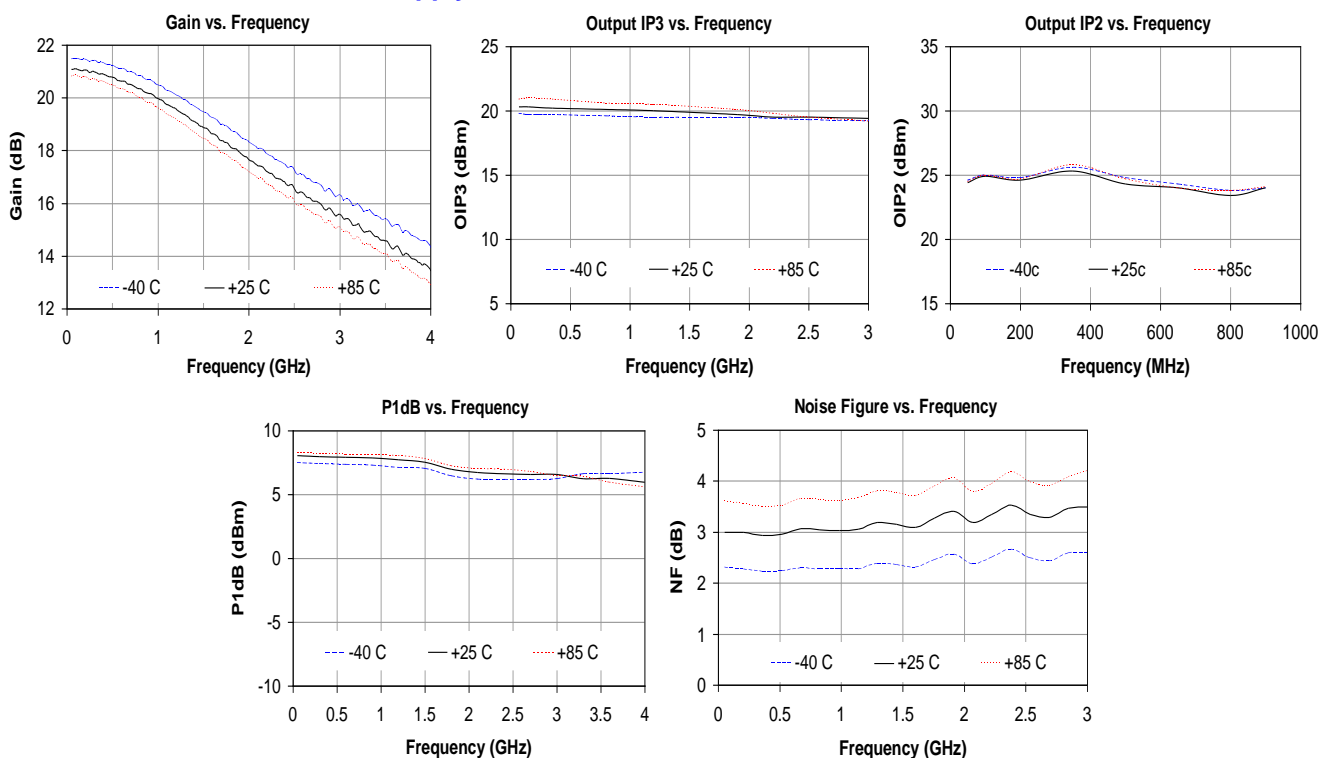 Gain vs. Frequency
22
20
18
16
14
12
Gain (dB)
-40 C +25 C +85 C
0 1 2 3 4
Frequency (GHz)
Output IP3 vs. Frequency
25
20
15
10
5
OIP3 (dBm)
-40 C +25 C +85 C
0 0.5 1 1.5 2 2.5 3
Frequency (GHz)
Output IP2 vs. Frequency
35
30
25
20
15
OIP2 (dBm)
-40c +25c +85c
0 200 400 600 800 1000
Frequency (MHz)
P1dB vs. Frequency
10
5
0
-5
-10
P1dB (dBm)
-40 C +25 C +85 C
0 0.5 1 1.5 2 2.5 3 3.5 4
Frequency (GHz)
Noise Figure vs. Frequency
5
4
3
2
1
0
NF (dB)
-40 C +25 C +85 C
0 0.5 1 1.5 2 2.5 3
Frequency (GHz)